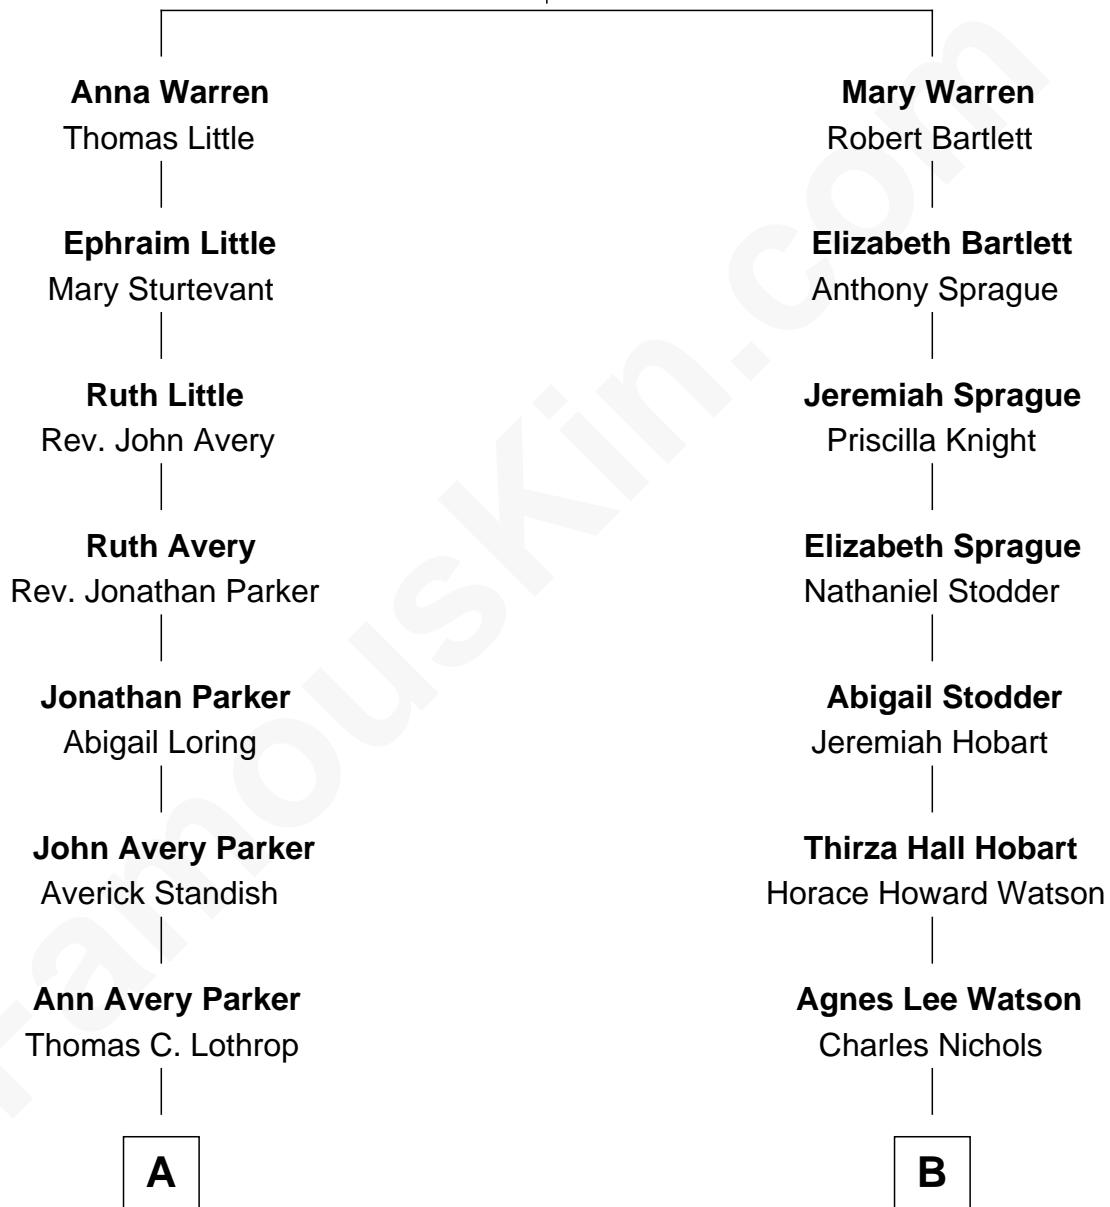 Anna Warren
Thomas Little
Ephraim Little
Mary Sturtevant
Ruth Little
Rev. John Avery
Ruth Avery
Rev. Jonathan Parker
Jonathan Parker
Abigail Loring
John Avery Parker
Averick Standish
Ann Avery Parker
Thomas C. Lothrop
A
Mary Warren
Robert Bartlett
Elizabeth Bartlett
Anthony Sprague
Jeremiah Sprague
Priscilla Knight
Elizabeth Sprague
Nathaniel Stodder
Abigail Stodder
Jeremiah Hobart
Thirza Hall Hobart
Horace Howard Watson
Agnes Lee Watson
Charles Nichols
B
FamousKin.com